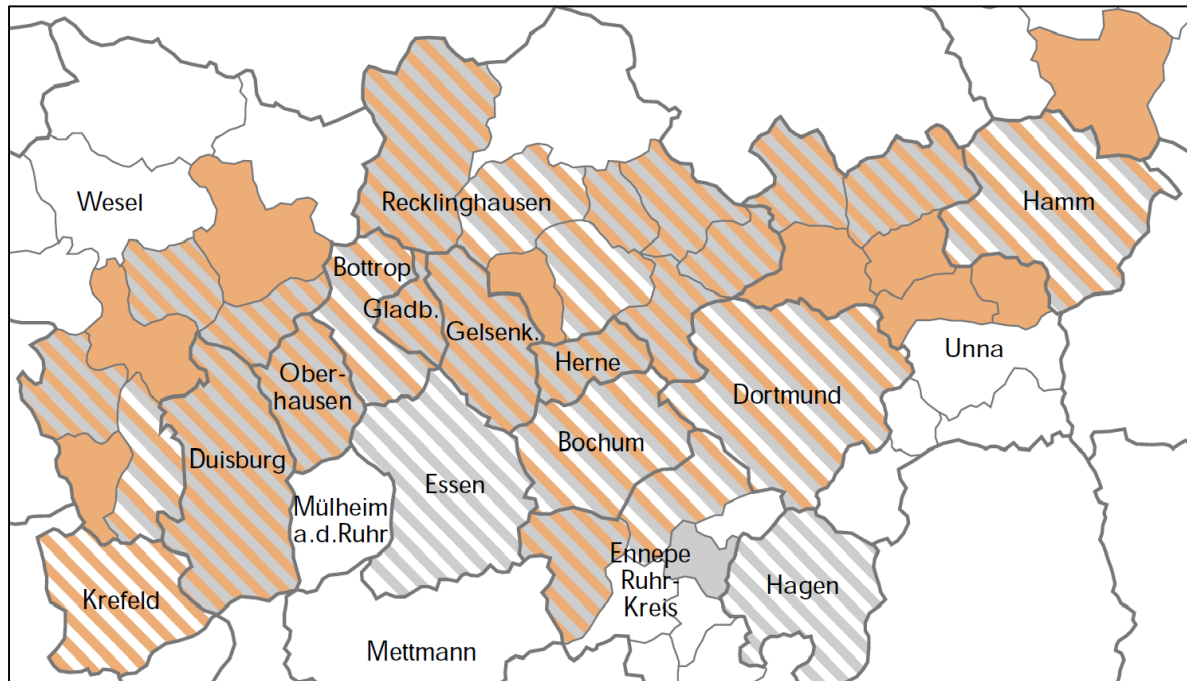 Wesel
Recklinghausen
Hamm
Bottrop
Gladb.
Gelsenk.
Herne
Unna
Ober-
hausen
Dortmund
Duisburg
Bochum
Essen
Mülheim
a.d.Ruhr
Ennepe
Ruhr-
Kreis
Hagen
Krefeld
Mettmann